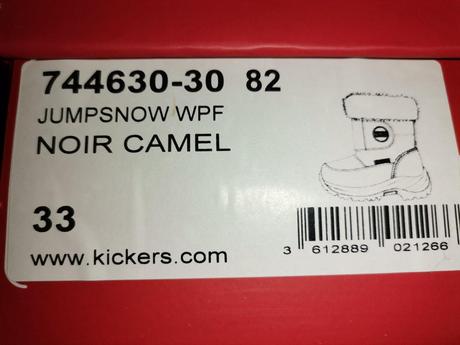 744630-30 82
JUMPSNOW WPF
NOIR CAMEL
33
www.kickers.com
3 612889 021266